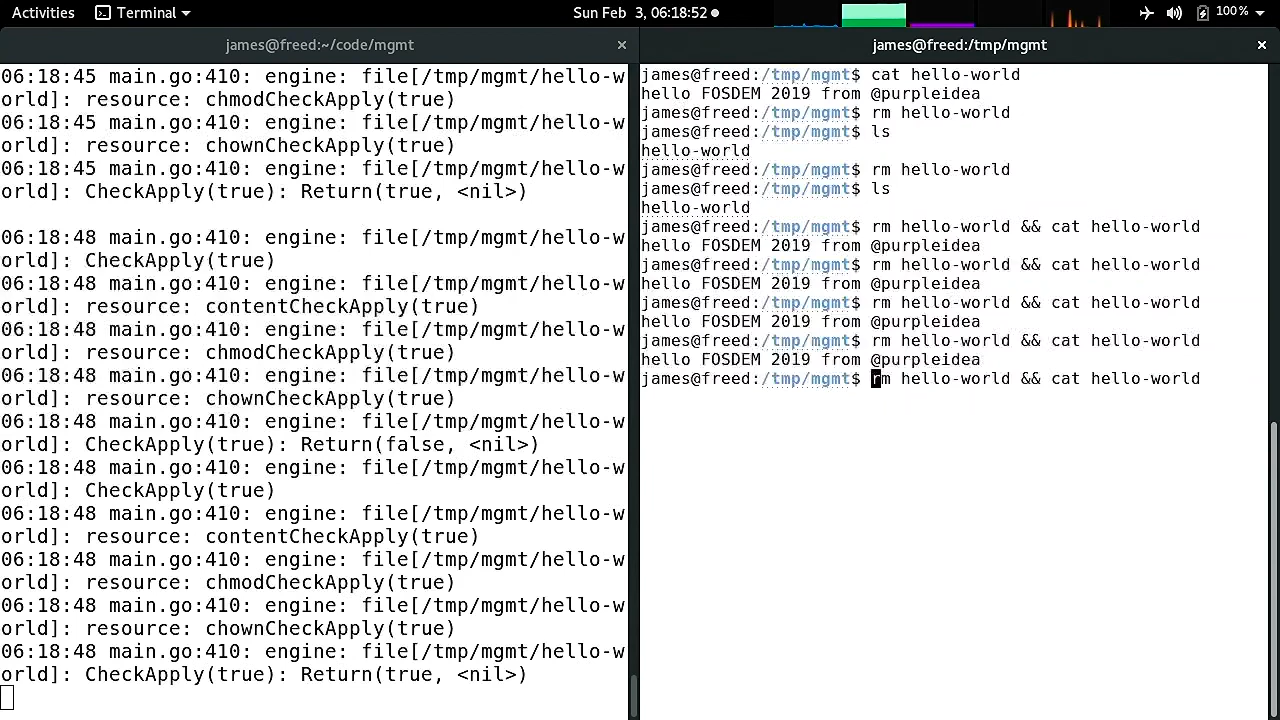 Activities Terminal Sun Feb 3, 06:18:52 100%
james@freed:~/code/mgmt
06:18:45 main.go:410: engine: file[/tmp/mgmt/hello-w
orld]: resource: chmodCheckApply(true)
06:18:45 main.go:410: engine: file[/tmp/mgmt/hello-w
orld]: resource: chownCheckApply(true)
06:18:45 main.go:410: engine: file[/tmp/mgmt/hello-w
orld]: CheckApply(true): Return(true, <nil>)
06:18:48 main.go:410: engine: file[/tmp/mgmt/hello-w
orld]: CheckApply(true)
06:18:48 main.go:410: engine: file[/tmp/mgmt/hello-w
orld]: resource: contentCheckApply(true)
06:18:48 main.go:410: engine: file[/tmp/mgmt/hello-w
orld]: resource: chmodCheckApply(true)
06:18:48 main.go:410: engine: file[/tmp/mgmt/hello-w
orld]: resource: chownCheckApply(true)
06:18:48 main.go:410: engine: file[/tmp/mgmt/hello-w
orld]: CheckApply(true): Return(false, <nil>)
06:18:48 main.go:410: engine: file[/tmp/mgmt/hello-w
orld]: CheckApply(true)
06:18:48 main.go:410: engine: file[/tmp/mgmt/hello-w
orld]: resource: contentCheckApply(true)
06:18:48 main.go:410: engine: file[/tmp/mgmt/hello-w
orld]: resource: chmodCheckApply(true)
06:18:48 main.go:410: engine: file[/tmp/mgmt/hello-w
orld]: resource: chownCheckApply(true)
06:18:48 main.go:410: engine: file[/tmp/mgmt/hello-w
orld]: CheckApply(true): Return(true, <nil>)
james@freed:/tmp/mgmt
james@freed:/tmp/mgmt$ cat hello-world
hello FOSDEM 2019 from @purpleidea
james@freed:/tmp/mgmt$ rm hello-world
james@freed:/tmp/mgmt$ ls
hello-world
james@freed:/tmp/mgmt$ rm hello-world
james@freed:/tmp/mgmt$ ls
hello-world
james@freed:/tmp/mgmt$ rm hello-world && cat hello-world
hello FOSDEM 2019 from @purpleidea
james@freed:/tmp/mgmt$ rm hello-world && cat hello-world
hello FOSDEM 2019 from @purpleidea
james@freed:/tmp/mgmt$ rm hello-world && cat hello-world
hello FOSDEM 2019 from @purpleidea
james@freed:/tmp/mgmt$ rm hello-world && cat hello-world
hello FOSDEM 2019 from @purpleidea
james@freed:/tmp/mgmt$ rm hello-world && cat hello-world